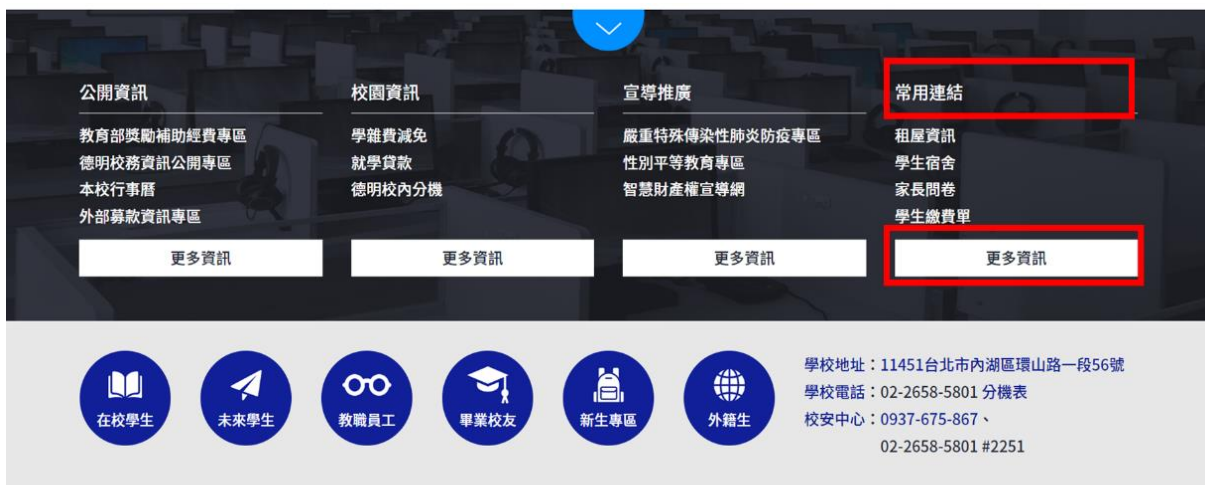 公開資訊
教育部獎勵補助經費專區
德明校務資訊公開專區
本校行事曆
外部募款資訊專區
更多資訊
校園資訊
學雜費減免
就學貸款
德明校內分機
更多資訊
宣導推廣
嚴重特殊傳染性肺炎防疫專區
性別平等教育專區
智慧財產權宣導網
更多資訊
常用連結
租屋資訊
學生宿舍
家長問卷
學生繳費單
更多資訊
在校學生
未來學生
教職員工
畢業校友
新生專區
外籍生
學校地址：11451台北市內湖區環山路一段56號
學校電話：02-2658-5801 分機表
校安中心：0937-675-867、
02-2658-5801 #2251